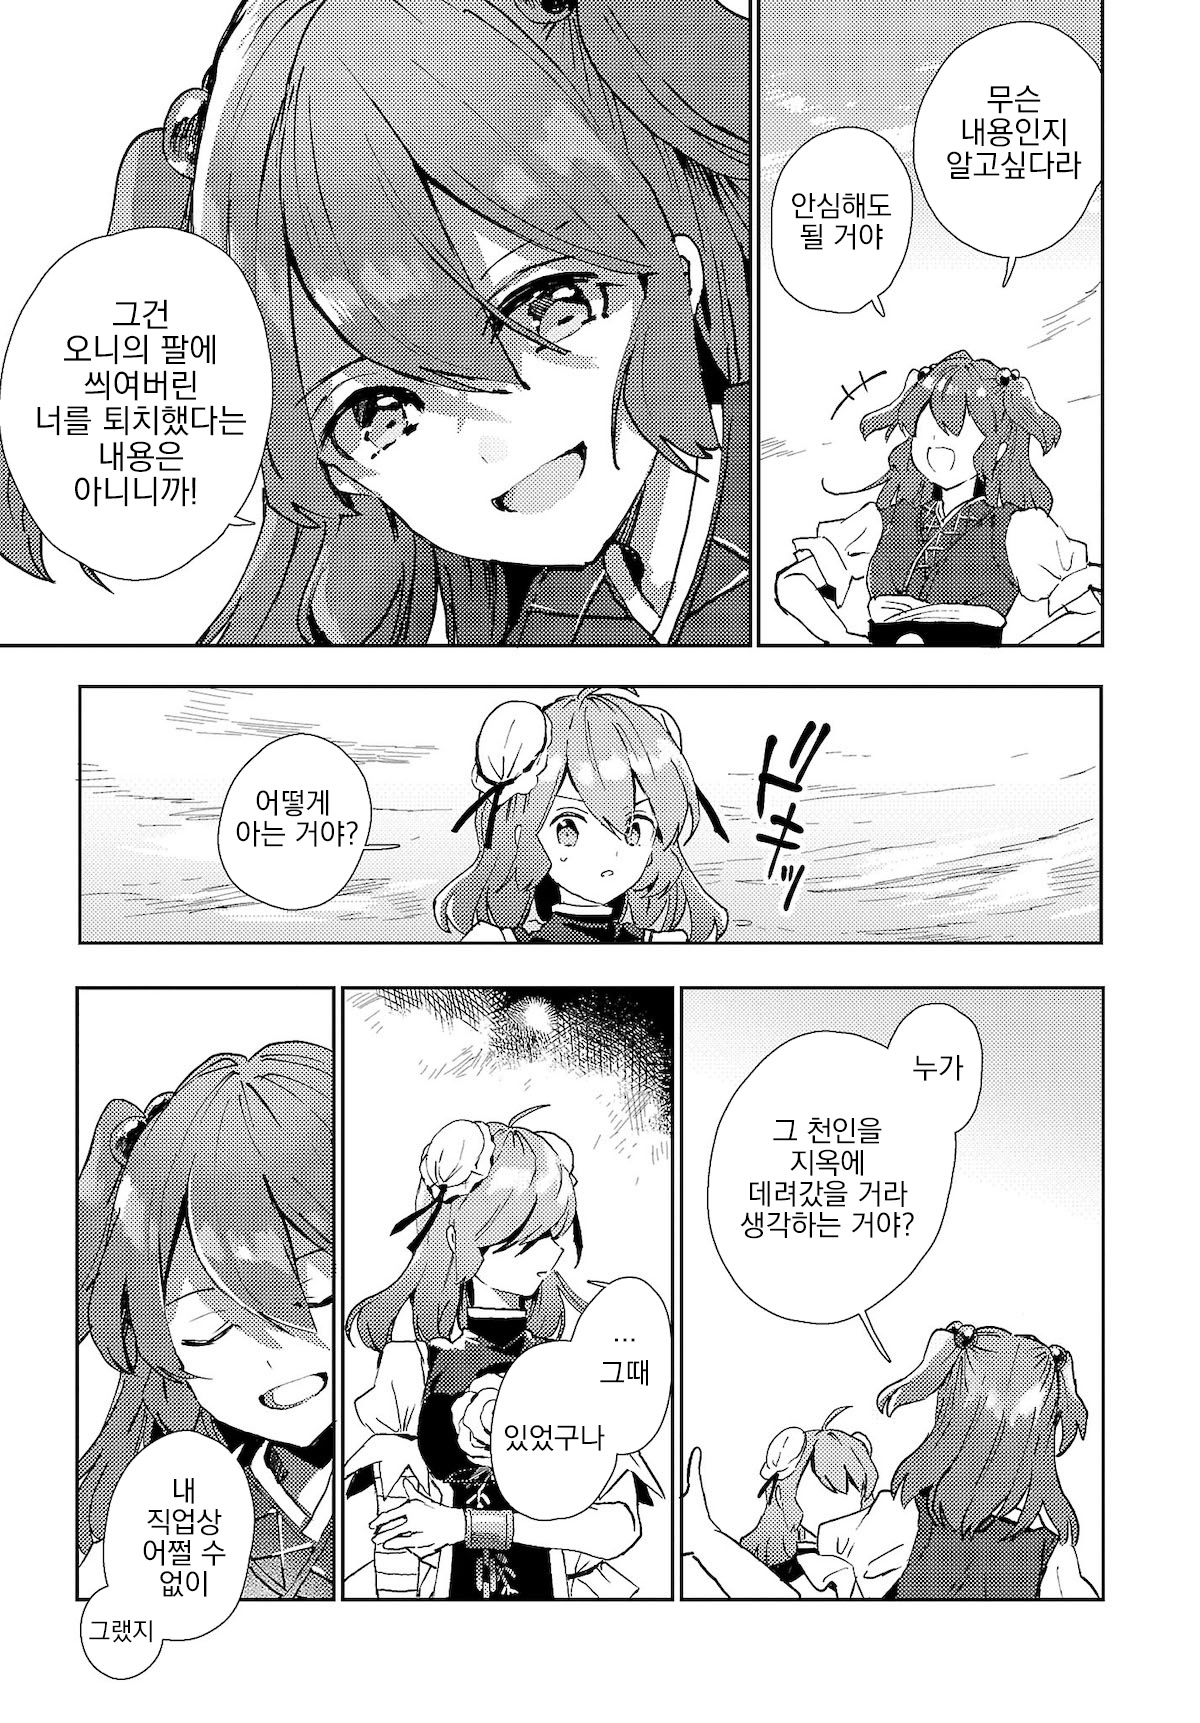 무슨
내용인지
알고싶다라
안심해도
될 거야
그건
오니의 팔에
씌여버린
너를 퇴치했다는
내용은
아니니까!
ドキッ
어떻게
아는 거야?
누가
그 천인을
지옥에
데려갔을 거라
생각하는 거야?
…
그때
있었구나
내
직업상
어쩔 수
없이
그랬지